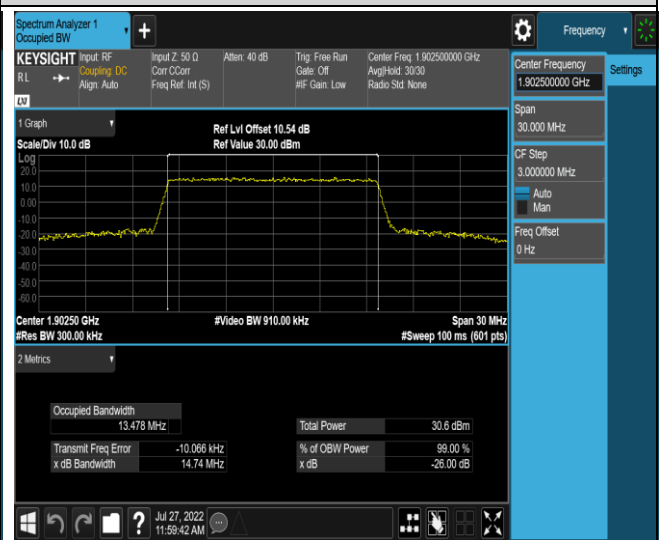 Spectrum Analyzer 1
Occupied BW
+
Frequency
KEYSIGHT
RL
LXI
Input: RF
Coupling: DC
Align: Auto
Input Z: 50 Ω
Corr CCorr
Freq Ref: Int (S)
Atten: 40 dB
Trig: Free Run
Gate: Off
#IF Gain: Low
Center Freq: 1.902500000 GHz
Avg|Hold: 30/30
Radio Std: None
Center Frequency
1.902500000 GHz
Settings
Span
30.000 MHz
CF Step
3.000000 MHz
Auto
Man
Freq Offset
0 Hz
1 Graph
Scale/Div 10.0 dB
Ref Lvl Offset 10.54 dB
Ref Value 30.00 dBm
Log
20.0
10.0
0.00
-10.0
-20.0
-30.0
-40.0
-50.0
-60.0
Center 1.90250 GHz
#Video BW 910.00 kHz
Span 30 MHz
#Res BW 300.00 kHz
#Sweep 100 ms (601 pts)
2 Metrics
Occupied Bandwidth
13.478 MHz
Total Power 30.6 dBm
Transmit Freq Error -10.066 kHz
% of OBW Power 99.00 %
x dB Bandwidth 14.74 MHz
x dB -26.00 dB
?
Jul 27, 2022
11:59:42 AM